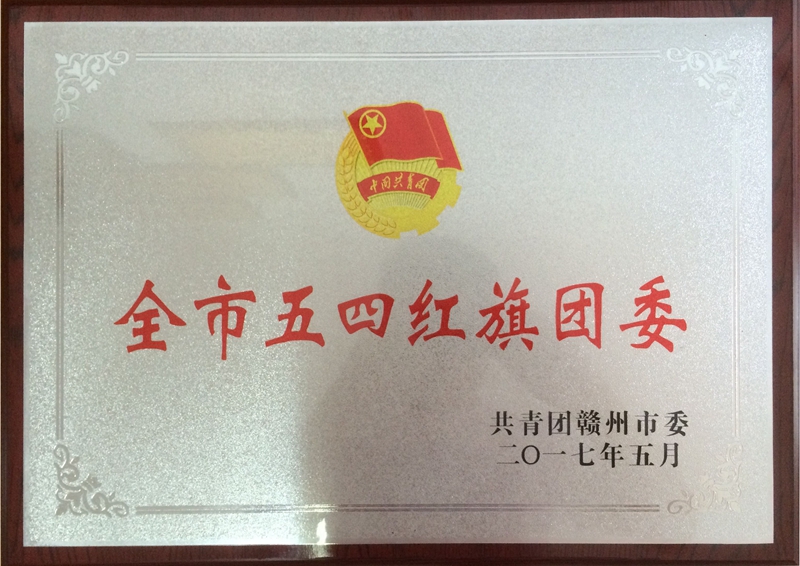 中国共青团
全市五四红旗团委
共青团赣州市委
二〇一七年五月